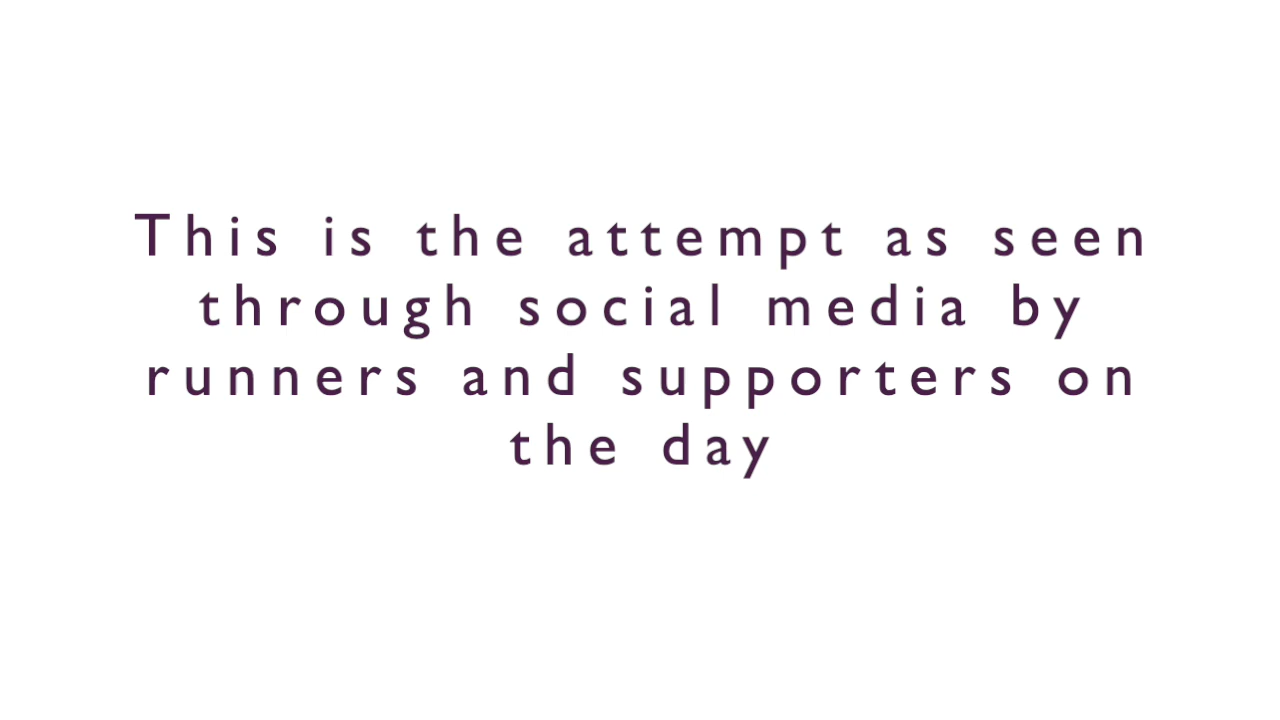 This is the attempt as seen
through social media by
runners and supporters on
the day